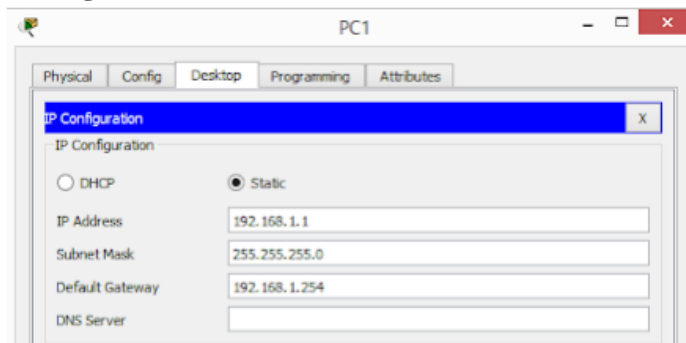 PC1
Physical Config Desktop Programming Attributes
IP Configuration X
IP Configuration
DHCP Static
IP Address 192.168.1.1
Subnet Mask 255.255.255.0
Default Gateway 192.168.1.254
DNS Server